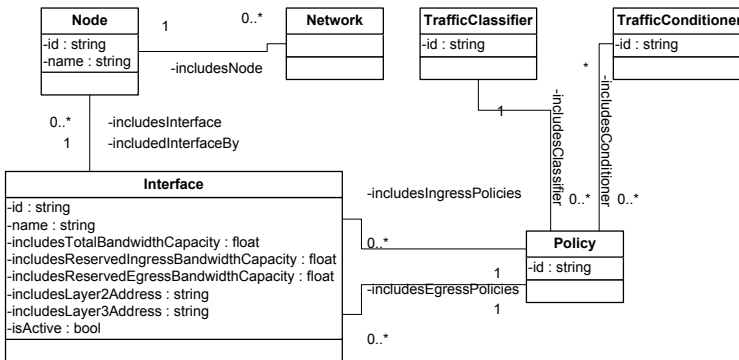 Node
-id : string
-name : string
1
0..*
-includesNode
Network
TrafficClassifier
-id : string
TrafficConditioner
-id : string
*
1
-includesClassifier
0..*
-includesConditioner
0..*
0..*
-includesInterface
1
-includedInterfaceBy
Interface
-id : string
-name : string
-includesTotalBandwidthCapacity : float
-includesReservedIngressBandwidthCapacity : float
-includesReservedEgressBandwidthCapacity : float
-includesLayer2Address : string
-includesLayer3Address : string
-isActive : bool
-includesIngressPolicies
0..*
1
-includesEgressPolicies
1
0..*
Policy
-id : string